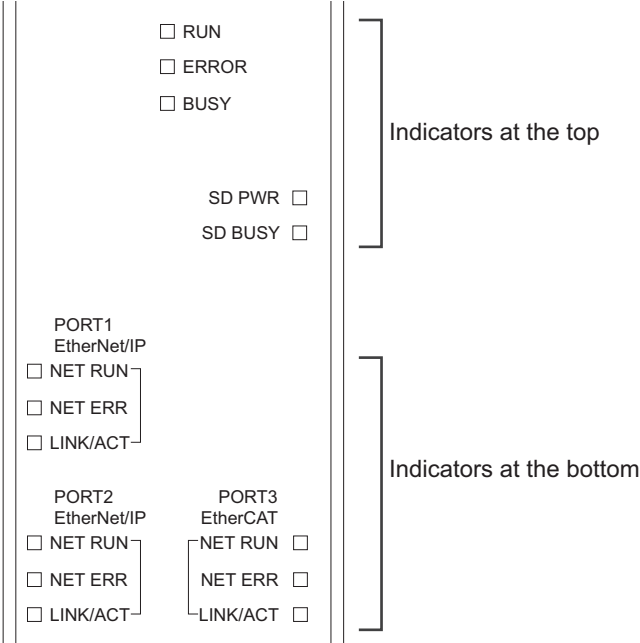 RUN
ERROR
BUSY
Indicators at the top
SD PWR
SD BUSY
PORT1
EtherNet/IP
NET RUN
NET ERR
LINK/ACT
Indicators at the bottom
PORT2
EtherNet/IP
NET RUN
NET ERR
LINK/ACT
PORT3
EtherCAT
NET RUN
NET ERR
LINK/ACT